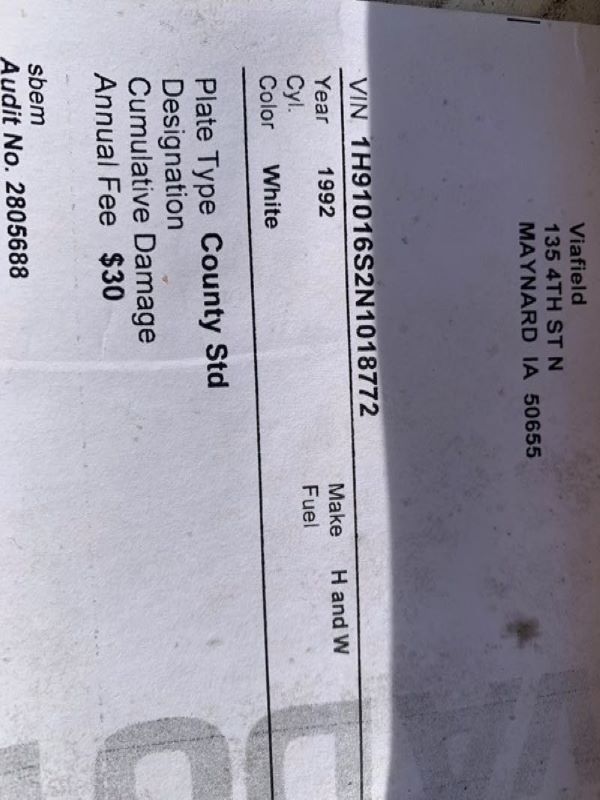 Viafield
135 4TH ST N
MAYNARD IA 50655
VIN 1H91016S2N1018772
Year 1992 Make H and W
Cyl. Fuel
Color White
Plate Type County Std
Designation
Cumulative Damage
Annual Fee $30
sbem
Audit No. 2805688